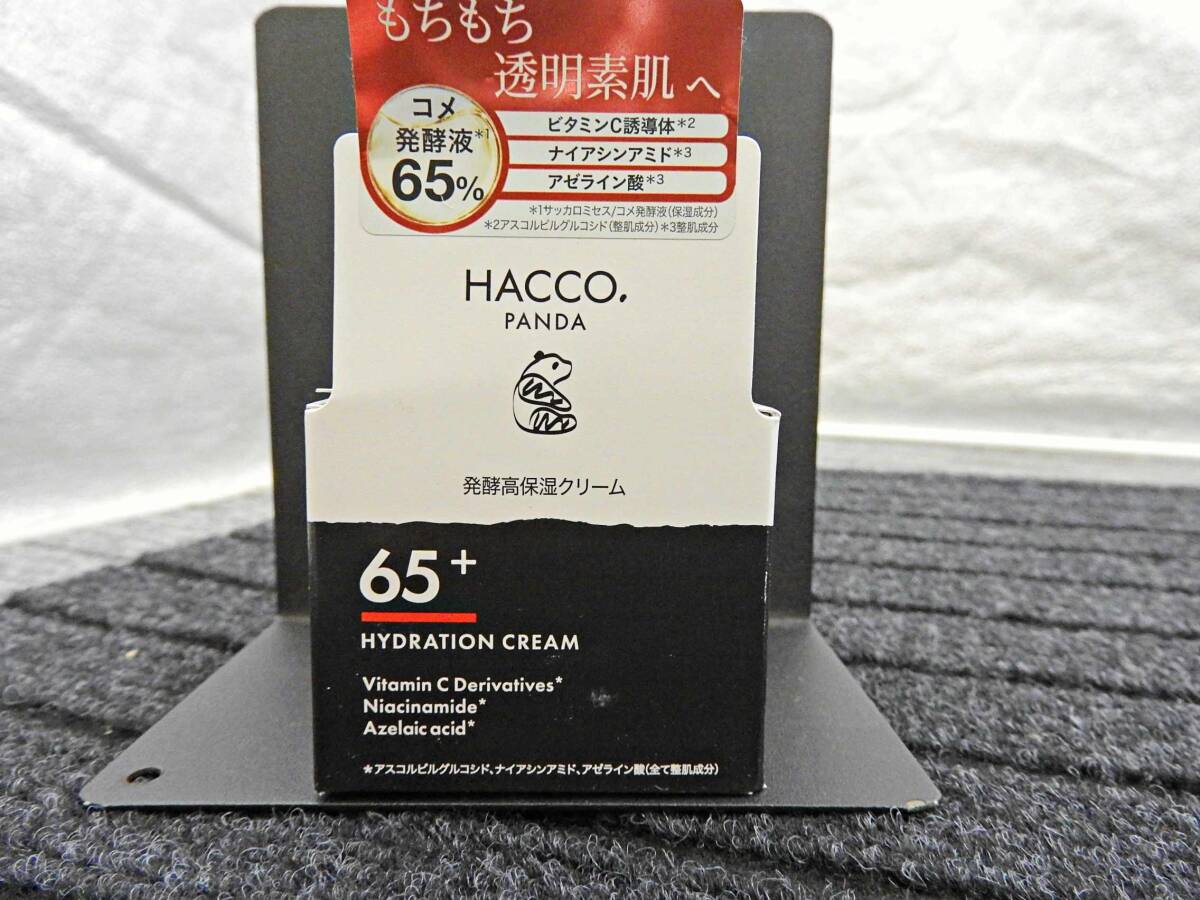 もちもち
透明素肌へ
コメ
発酵液*1
65%
ビタミンC誘導体*2
ナイアシンアミド*3
アゼライン酸*3
*1サッカロミセス/コメ発酵液(保湿成分)
*2アスコルビルグルコシド(整肌成分)*3整肌成分
HACCO,
PANDA
発酵高保湿クリーム
65+
HYDRATION CREAM
Vitamin C Derivatives*
Niacinamide*
Azelaic acid*
*アスコルビルグルコシド、ナイアシンアミド、アゼライン酸(全て整肌成分)